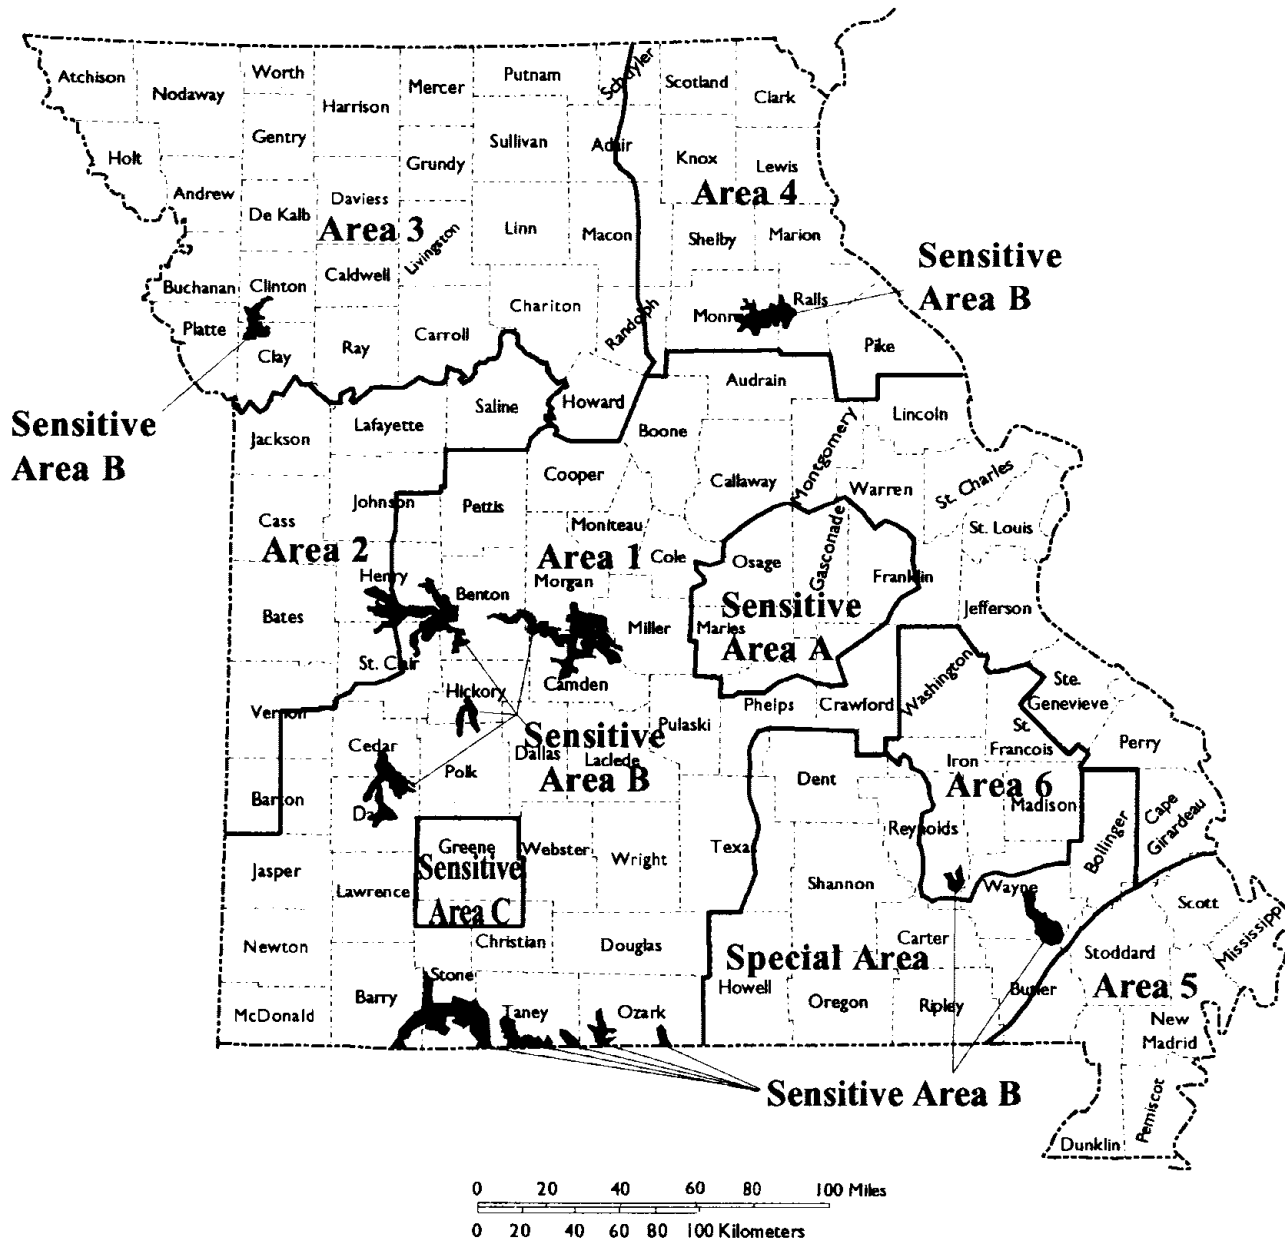 Atchison
Nodaway
Worth
Harrison
Mercer
Putnam
Schuyler
Scotland
Clark
Holt
Gentry
Grundy
Sullivan
Adair
Knox
Lewis
Area 4
Andrew
De Kalb
Daviess
Area 3
Livingston
Linn
Macon
Shelby
Marion
Sensitive
Area B
Buchanan
Clinton
Caldwell
Chariton
Randolph
Monr
Ralls
Platte
Clay
Ray
Carroll
Pike
Audrain
Sensitive
Area B
Jackson
Lafayette
Saline
Howard
Boone
Montgomery
Lincoln
Cooper
Callaway
Warren
St. Charles
Johnson
Pettis
Cass
Area 2
Moniteau
Area 1
Cole
Osage
Gasconade
Franklin
St. Louis
Henry
Benton
Morgan
Bates
Miller
Maries
Sensitive
Area A
Jefferson
St. Clair
Camden
Hickory
Phelps
Crawford
Washington
Ste.
Genevieve
Vernon
Pulaski
St.
Francois
Perry
Cedar
Polk
Dallas
Laclede
Sensitive
Area B
Dent
Iron
Area 6
Madison
Barton
Da
Greene
Sensitive
Area C
Webster
Wright
Texa
Reynolds
Bollinger
Cape
Girardeau
Jasper
Lawrence
Shannon
Wayne
Scott
Mississippi
Newton
Christian
Douglas
Carter
Special Area
Stoddard
Area 5
Stone
Barry
McDonald
Taney
Ozark
Howell
Oregon
Ripley
Butler
New
Madrid
Sensitive Area B
Pemiscot
Dunklin
0 20 40 60 80 100 Miles
0 20 40 60 80 100 Kilometers